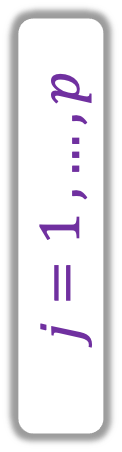 j = 1 , ... , p